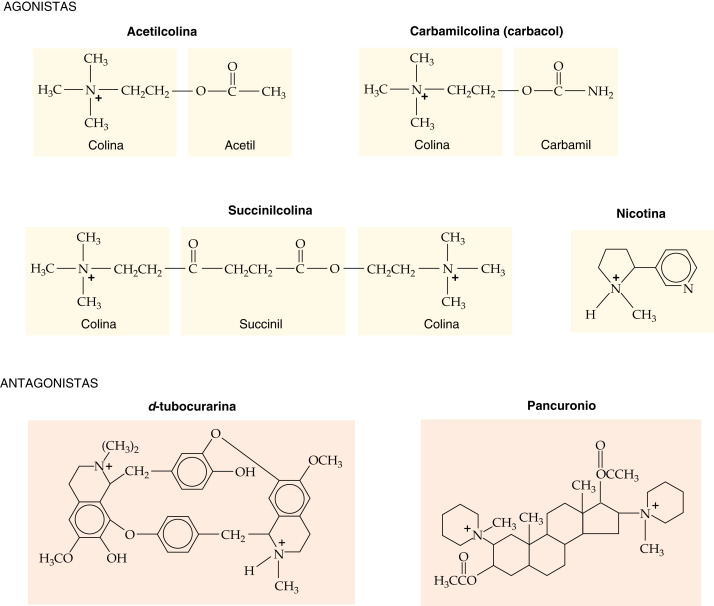 AGONISTAS
Acetilcolina
CH3
H3C N + CH2CH2 O C CH3
O
CH3
Colina Acetil
Carbamilcolina (carbacol)
CH3
H3C N + CH2CH2 O C NH2
O
CH3
Colina Carbamil
Succinilcolina
CH3 O O CH3
H3C N + CH2CH2 C CH2CH2 C O CH2CH2 N + CH3
CH3 CH3
Colina Succinil Colina
Nicotina
N +
H CH3
N
ANTAGONISTAS
d-tubocurarina
O
(CH3)2
N + CH2 OH OCH3
O CH2
H3CO OH
N +
H
CH3
Pancuronio
O
OCCH3
CH3
N +
CH3
N + CH3 CH3
O
H3CCO